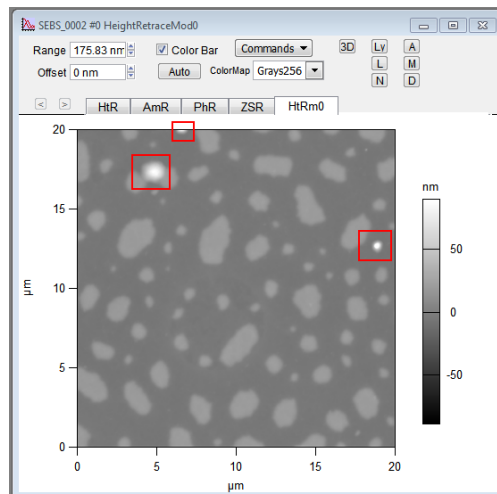 SEBS_0002 #0 HeightRetraceMod0
Range 175.83 nm Color Bar Commands 3D Ly A
L M
Offset 0 nm Auto ColorMap Grays256
N D
< > HtR AmR PhR ZSR HtRm0
20
15
10
5
0
µm
0 5 10 15 20
µm
nm
50
0
-50